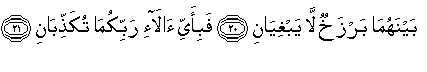 بَيْنَهُمَا بَرْزَخٌ لَّا يَبْغِيَانِ ﴿٢٠﴾ فَبِأَيِّ ءَالَآءِ رَبِّكُمَا تُكَذِّبَانِ ﴿٢١﴾